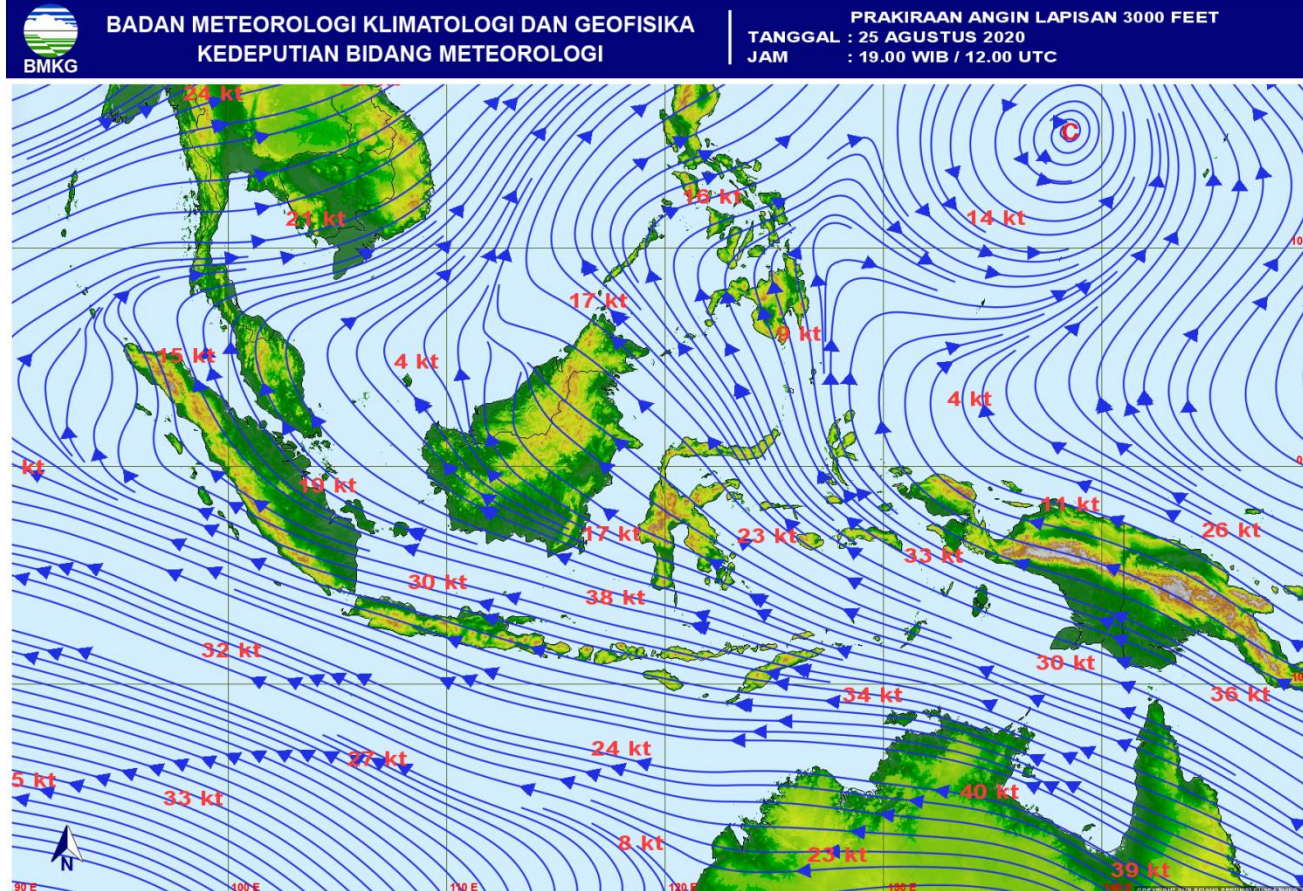 BMKG
BADAN METEOROLOGI KLIMATOLOGI DAN GEOFISIKA
KEDEPUTIAN BIDANG METEOROLOGI
PRAKIRAAN ANGIN LAPISAN 3000 FEET
TANGGAL : 25 AGUSTUS 2020
JAM : 19.00 WIB / 12.00 UTC
24 kt
C
16 kt
21 kt
14 kt
10
17 kt
9 kt
15 kt
4 kt
4 kt
kt
0
19 kt
11 kt
26 kt
17 kt
23 kt
33 kt
30 kt
38 kt
32 kt
30 kt
10
34 kt
36 kt
24 kt
27 kt
5 kt
33 kt
40 kt
8 kt
23 kt
39 kt
N
90 E
100 E
110 E
120 E
130 E
140 E